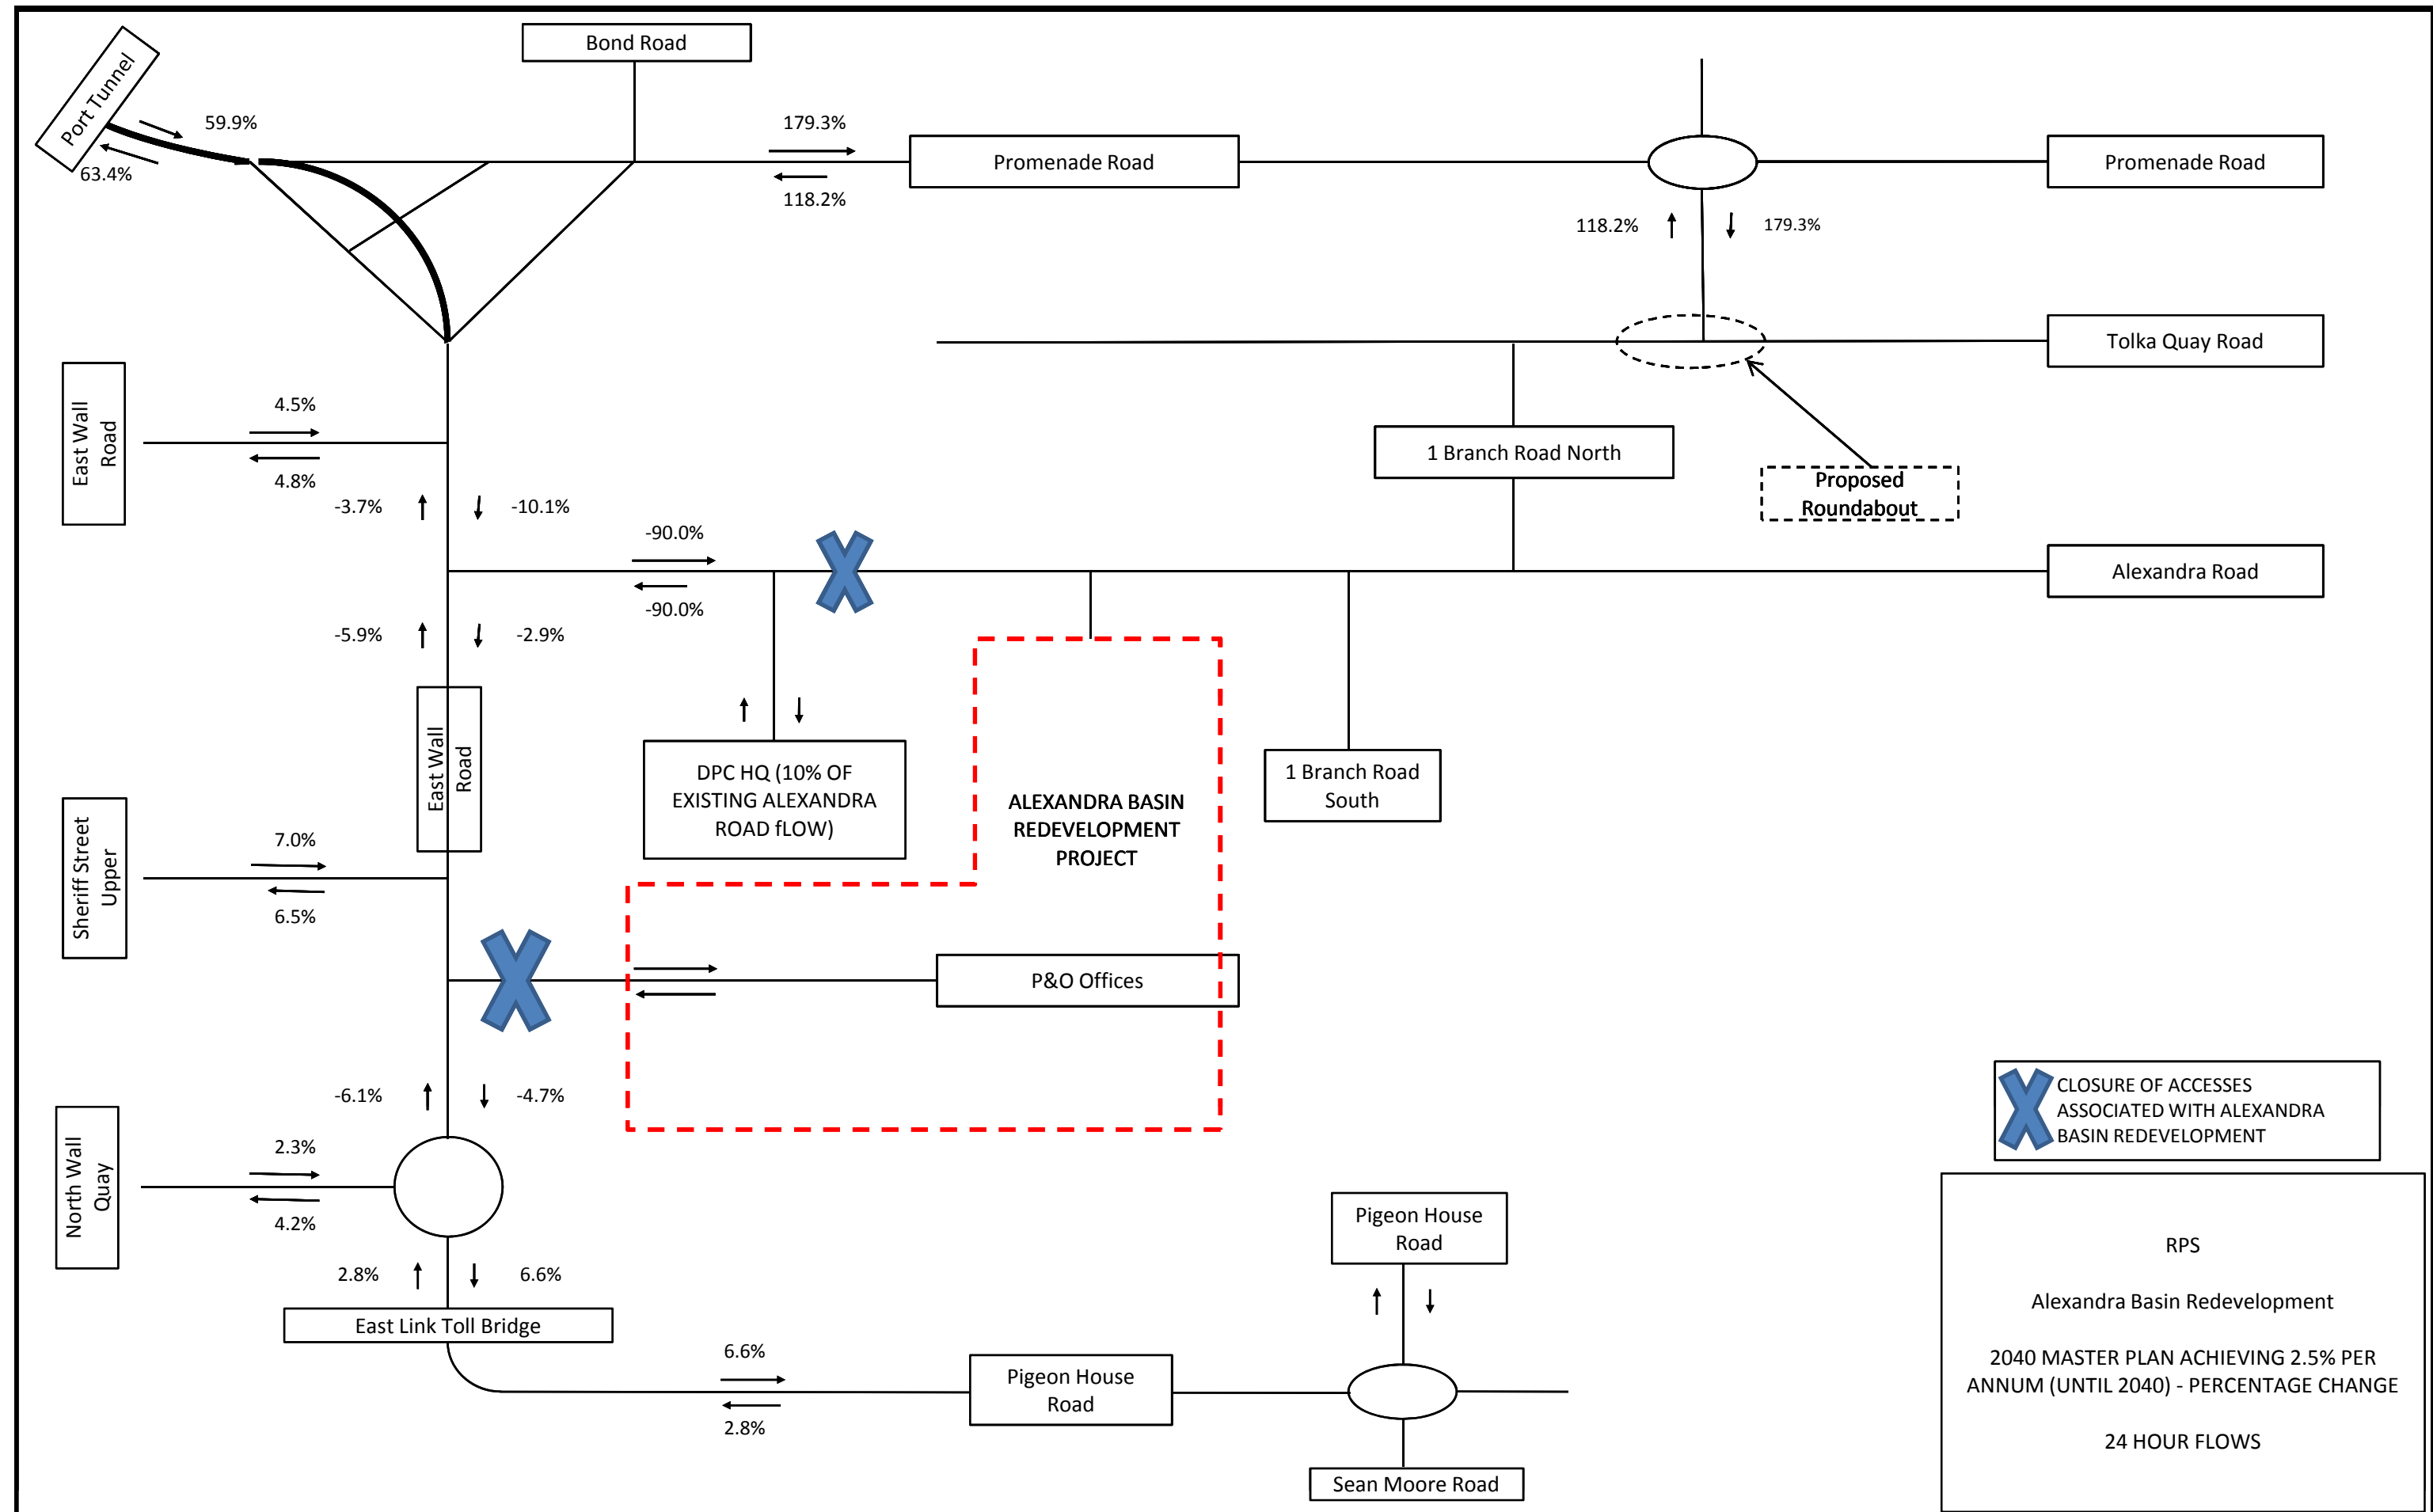 Bond Road
Port Tunnel
59.9%
63.4%
179.3%
118.2%
Promenade Road
Promenade Road
118.2%
179.3%
Tolka Quay Road
East Wall
Road
4.5%
4.8%
-3.7%
-10.1%
1 Branch Road North
Proposed
Roundabout
-90.0%
-90.0%
Alexandra Road
-5.9%
-2.9%
East Wall
Road
DPC HQ (10% OF
EXISTING ALEXANDRA
ROAD fLOW)
ALEXANDRA BASIN
REDEVELOPMENT
PROJECT
1 Branch Road
South
Sheriff Street
Upper
7.0%
6.5%
P&O Offices
-6.1%
-4.7%
North Wall
Quay
2.3%
4.2%
2.8%
6.6%
East Link Toll Bridge
6.6%
2.8%
Pigeon House
Road
Pigeon House
Road
Sean Moore Road
CLOSURE OF ACCESSES
ASSOCIATED WITH ALEXANDRA
BASIN REDEVELOPMENT
RPS
Alexandra Basin Redevelopment
2040 MASTER PLAN ACHIEVING 2.5% PER
ANNUM (UNTIL 2040) - PERCENTAGE CHANGE
24 HOUR FLOWS